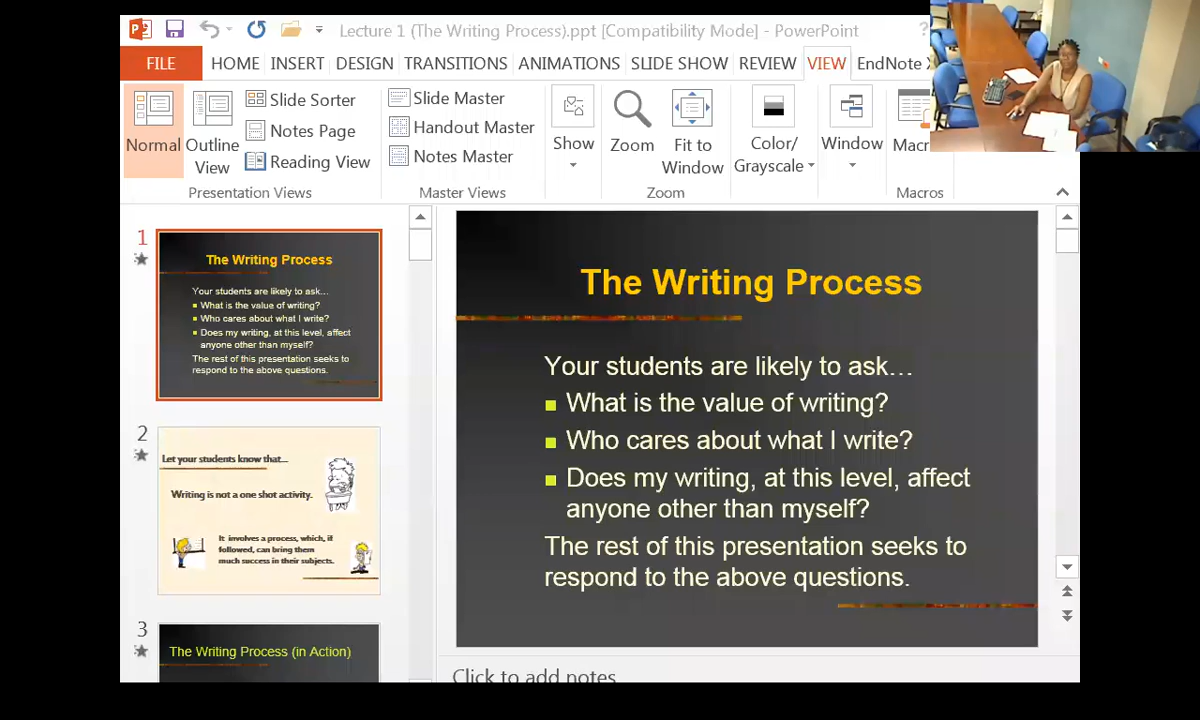 Lecture 1 (The Writing Process).ppt [Compatibility Mode] - PowerPoint
FILE HOME INSERT DESIGN TRANSITIONS ANIMATIONS SLIDE SHOW REVIEW VIEW EndNote
Normal
Outline
View
Slide Sorter
Notes Page
Reading View
Presentation Views
Slide Master
Handout Master
Notes Master
Master Views
Show
Zoom
Fit to
Window
Zoom
Color/
Grayscale
Window
Macr
Macros
1
The Writing Process
Your students are likely to ask...
What is the value of writing?
Who cares about what I write?
Does my writing, at this level, affect
anyone other than myself?
The rest of this presentation seeks to
respond to the above questions.
2
Let your students know that...
Writing is not a one shot activity.
It involves a process, which, if
followed, can bring them
much success in their subjects.
3
The Writing Process (in Action)
The Writing Process
Your students are likely to ask…
What is the value of writing?
Who cares about what I write?
Does my writing, at this level, affect
anyone other than myself?
The rest of this presentation seeks to
respond to the above questions.
Click to add notes